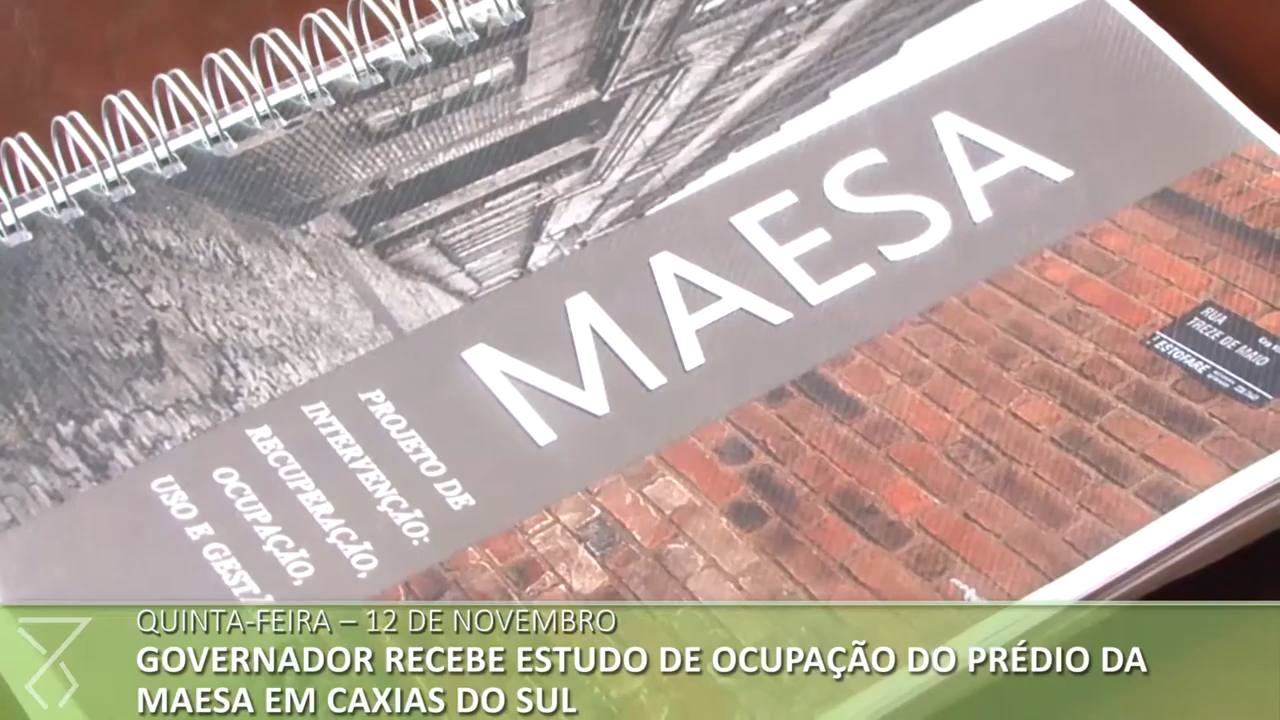 MAESA
PROJETO DE
INTERVENÇÃO:
RECUPERAÇÃO,
OCUPAÇÃO,
USO E
RUA
TREZE DE MAIO
ESTOFARE
QUINTA-FEIRA – 12 DE NOVEMBRO
GOVERNADOR RECEBE ESTUDO DE OCUPAÇÃO DO PRÉDIO DA
MAESA EM CAXIAS DO SUL